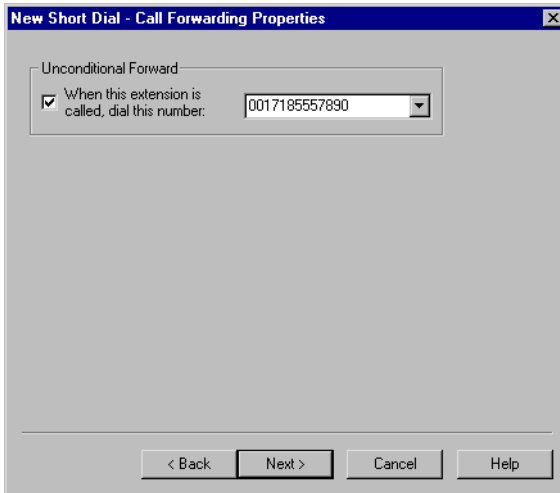 New Short Dial - Call Forwarding Properties
Unconditional Forward
When this extension is
called, dial this number:
0017185557890
< Back
Next >
Cancel
Help